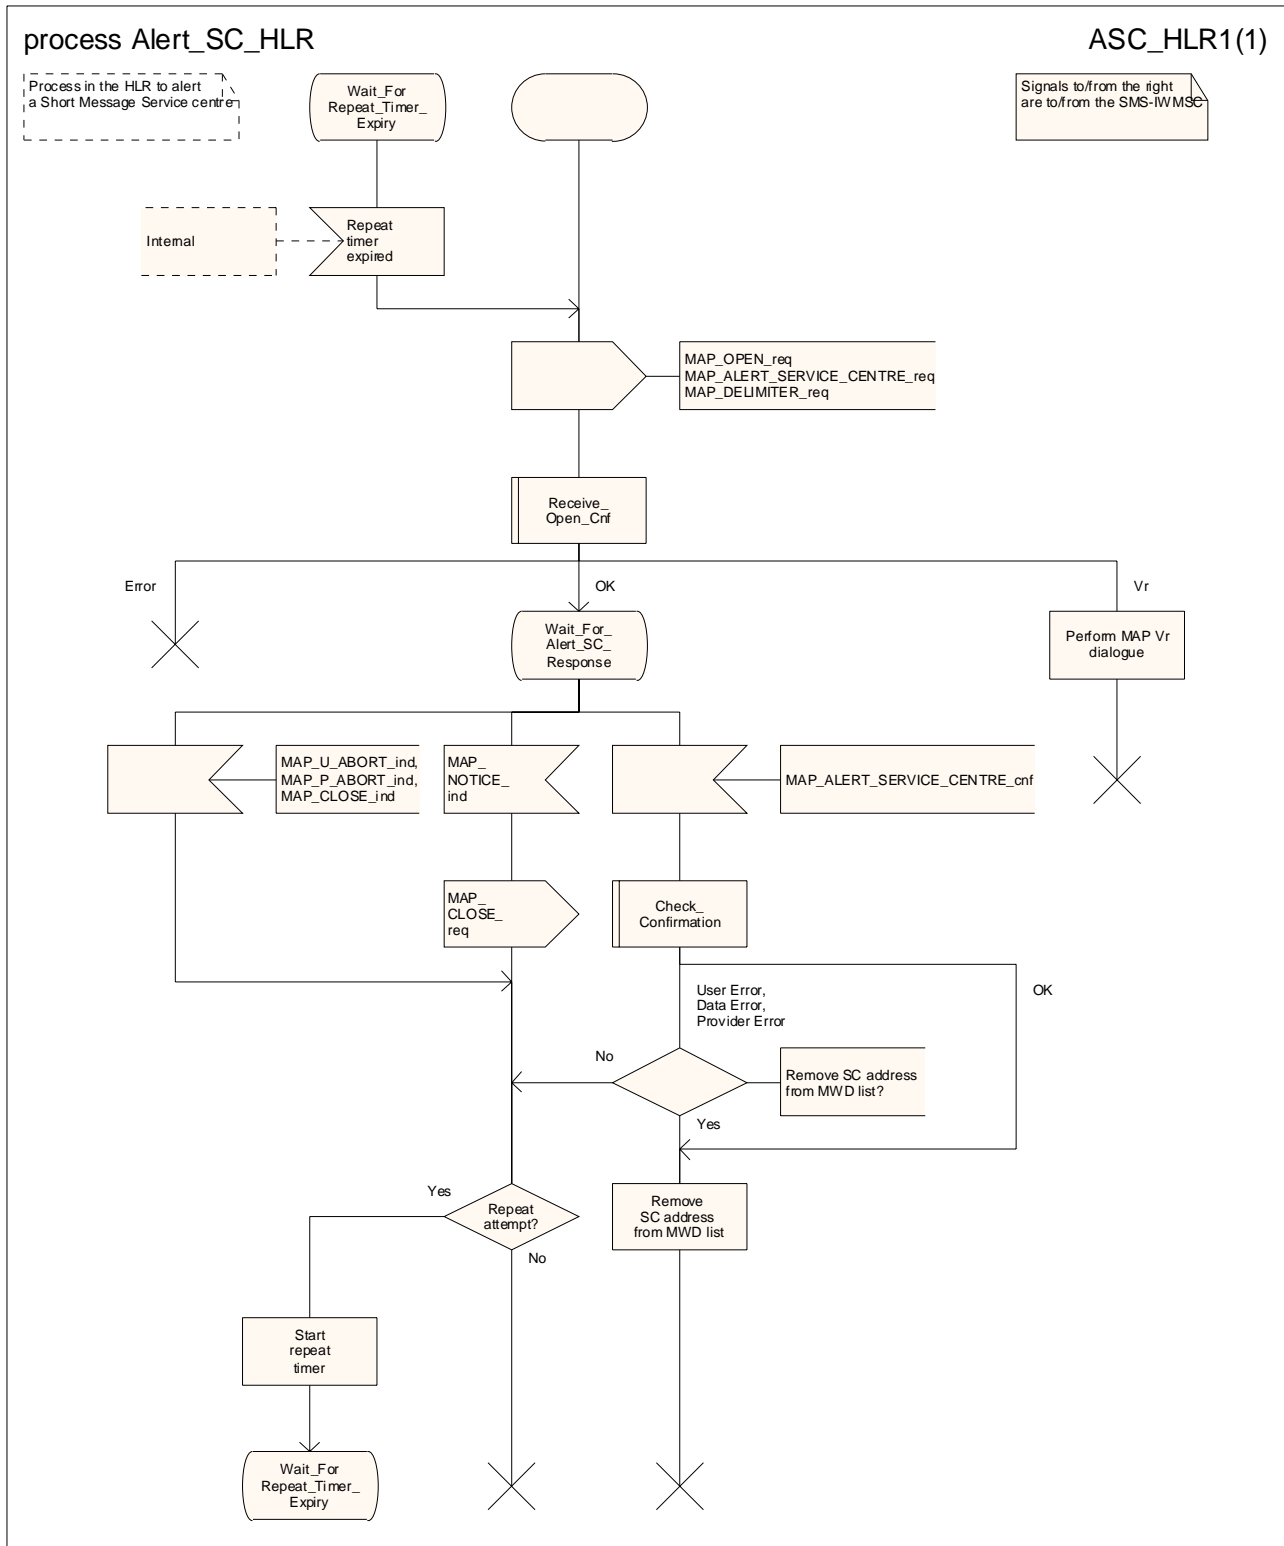 process Alert_SC_HLR
ASC_HLR1(1)
Process in the HLR to alert
a Short Message Service centre
Wait_For
Repeat_Timer_
Expiry
Signals to/from the right
are to/from the SMS-IWMSC
Internal
Repeat
timer
expired
MAP_OPEN_req
MAP_ALERT_SERVICE_CENTRE_req
MAP_DELIMITER_req
Receive_
Open_Cnf
Error
OK
Vr
Wait_For_
Alert_SC_
Response
Perform MAP Vr
dialogue
MAP_U_ABORT_ind,
MAP_P_ABORT_ind,
MAP_CLOSE_ind
MAP_
NOTICE_
ind
MAP_ALERT_SERVICE_CENTRE_cnf
MAP_
CLOSE_
req
Check_
Confirmation
User Error,
Data Error,
Provider Error
OK
No
Remove SC address
from MWD list?
Yes
Yes
Repeat
attempt?
No
Remove
SC address
from MWD list
Start
repeat
timer
Wait_For
Repeat_Timer_
Expiry